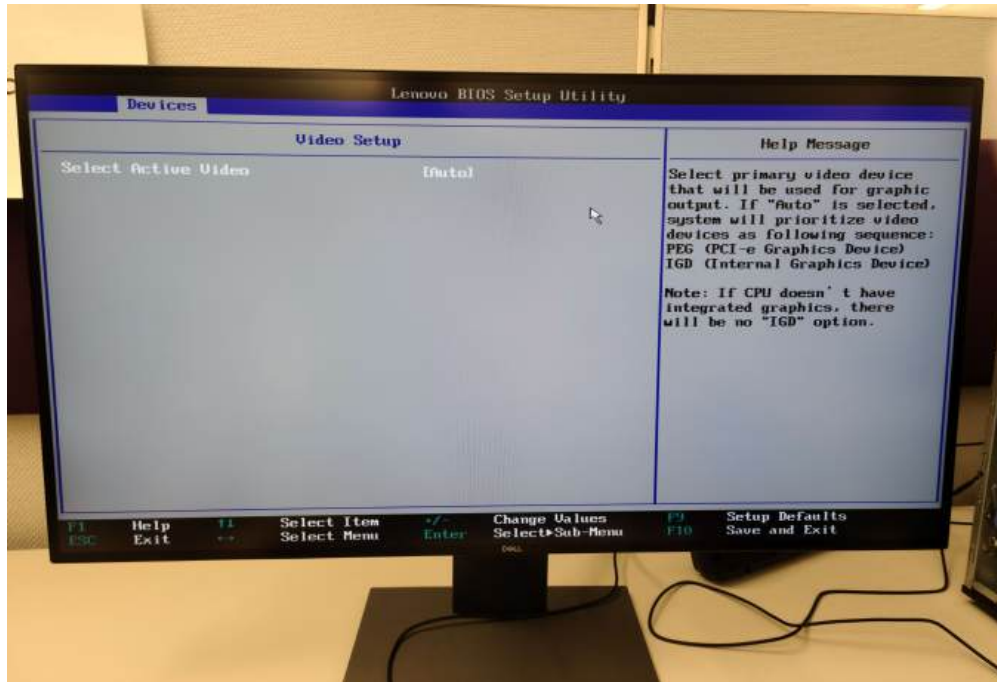 Lenovo BIOS Setup Utility
Devices
Video Setup
Select Active Video [Auto]
Help Message
Select primary video device
that will be used for graphic
output. If "Auto" is selected,
system will prioritize video
devices as following sequence:
PEG (PCI-e Graphics Device)
IGD (Internal Graphics Device)
Note: If CPU doesn' t have
integrated graphics, there
will be no "IGD" option.
F1 Help ↑↓ Select Item +/- Change Values F9 Setup Defaults
ESC Exit ↔ Select Menu Enter Select▶Sub-Menu F10 Save and Exit
DELL